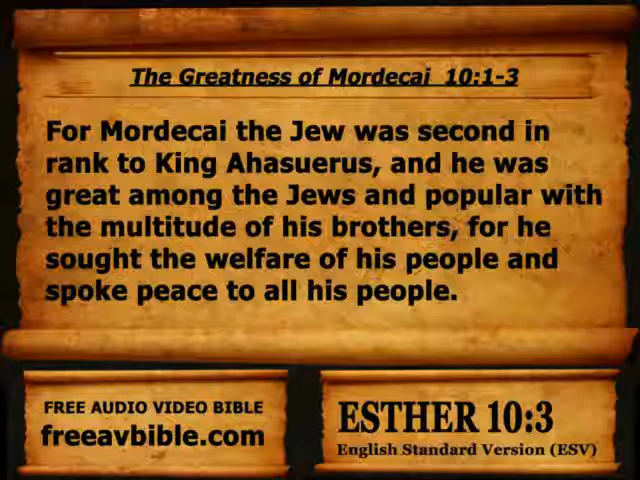 The Greatness of Mordecai 10:1-3
For Mordecai the Jew was second in
rank to King Ahasuerus, and he was
great among the Jews and popular with
the multitude of his brothers, for he
sought the welfare of his people and
spoke peace to all his people.
FREE AUDIO VIDEO BIBLE
freeavbible.com
ESTHER 10:3
English Standard Version (ESV)